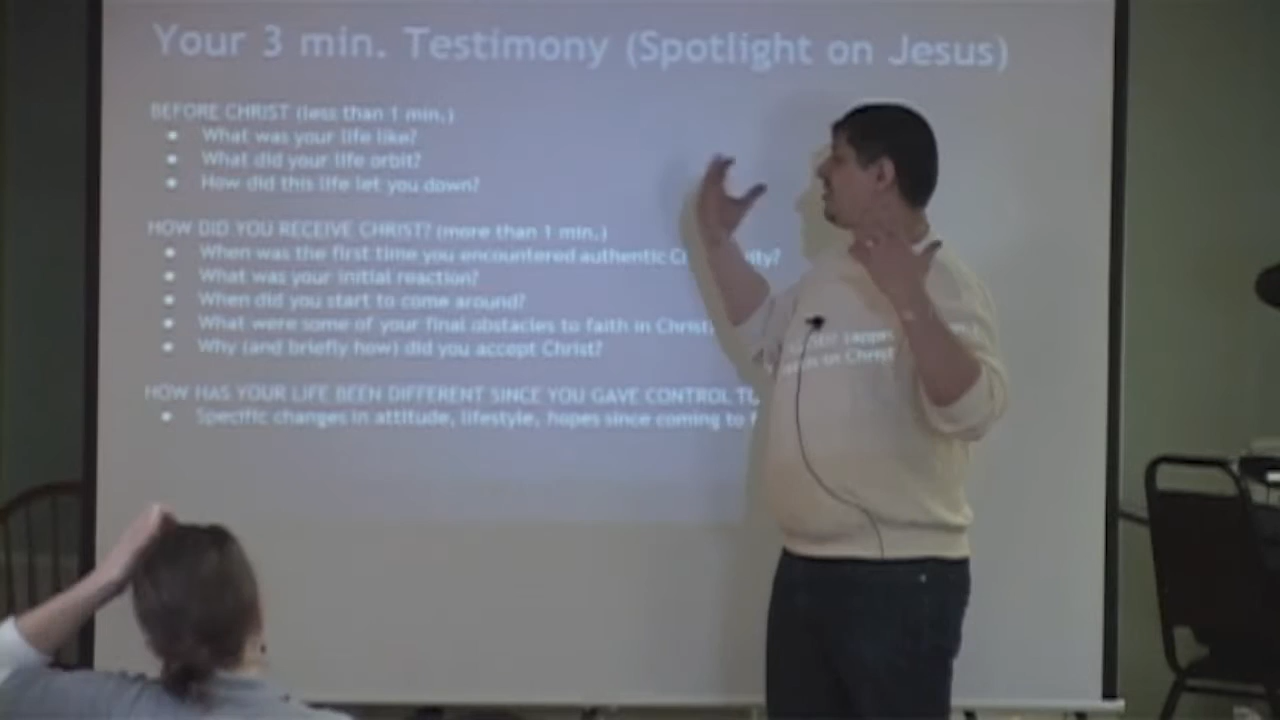 Your 3 min. Testimony (Spotlight on Jesus)
BEFORE CHRIST (less than 1 min.)
• What was your life like?
• What did your life orbit?
• How did this life let you down?
HOW DID YOU RECEIVE CHRIST? (more than 1 min.)
• When was the first time you encountered authentic
• What was your initial reaction?
• When did you start to come around?
• What were some of your final obstacles to faith in Christ
• Why (and briefly how) did you accept Christ?
HOW HAS YOUR LIFE BEEN DIFFERENT SINCE YOU GAVE CONTROL TO
• Specific changes in attitude, lifestyle, hopes since coming to